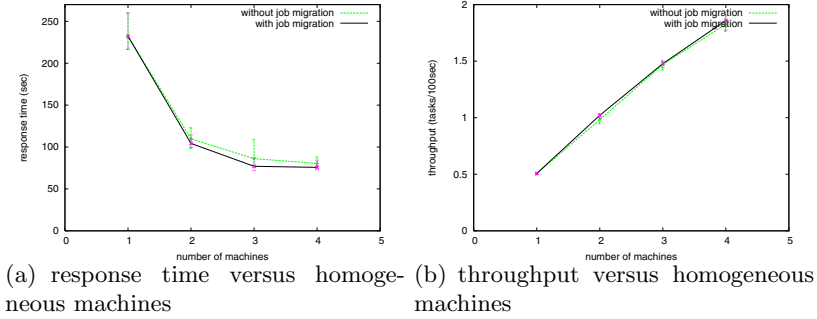 without job migration
with job migration
250
200
150
100
50
0
0 1 2 3 4 5
response time (sec)
number of machines
(a) response time versus homoge-
neous machines
without job migration
with job migration
2
1.5
1
0.5
0
0 1 2 3 4 5
throughput (tasks/100sec)
number of machines
(b) throughput versus homogeneous
machines